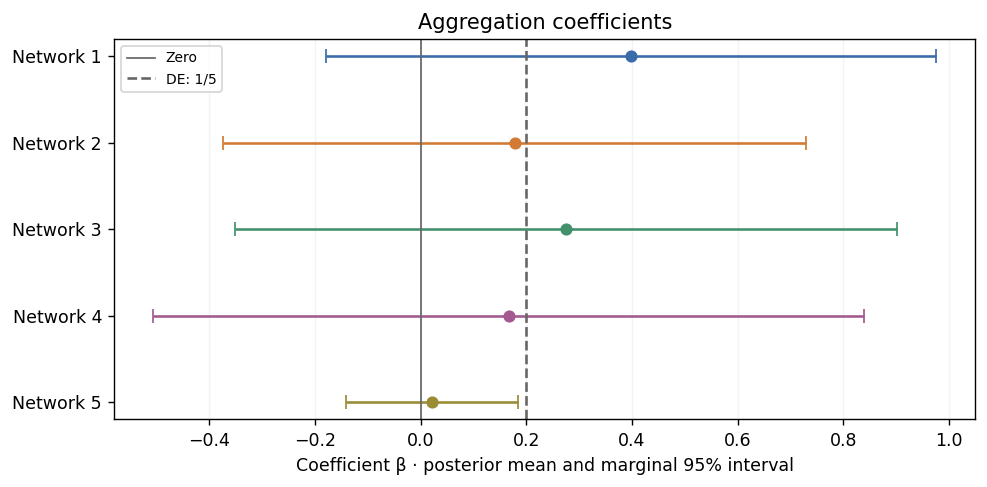 Aggregation coefficients
Zero
DE: 1/5
Network 1
Network 2
Network 3
Network 4
Network 5
−0.4 −0.2 0.0 0.2 0.4 0.6 0.8 1.0
Coefficient β · posterior mean and marginal 95% interval